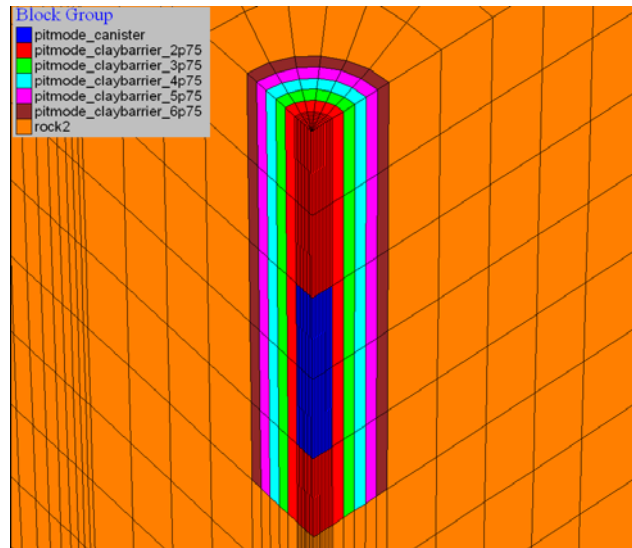 Block Group
pitmode_canister
pitmode_claybarrier_2p75
pitmode_claybarrier_3p75
pitmode_claybarrier_4p75
pitmode_claybarrier_5p75
pitmode_claybarrier_6p75
rock2